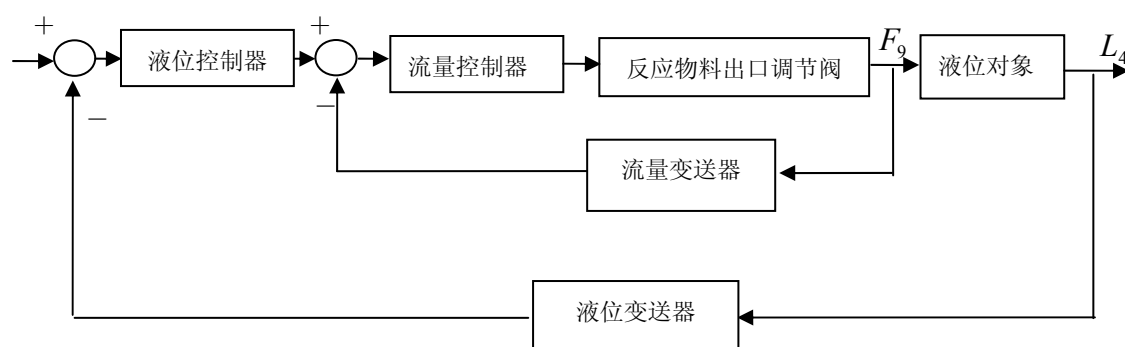 +
液位控制器
+
流量控制器
反应物料出口调节阀
F₉
液位对象
L₄
−
−
流量变送器
液位变送器